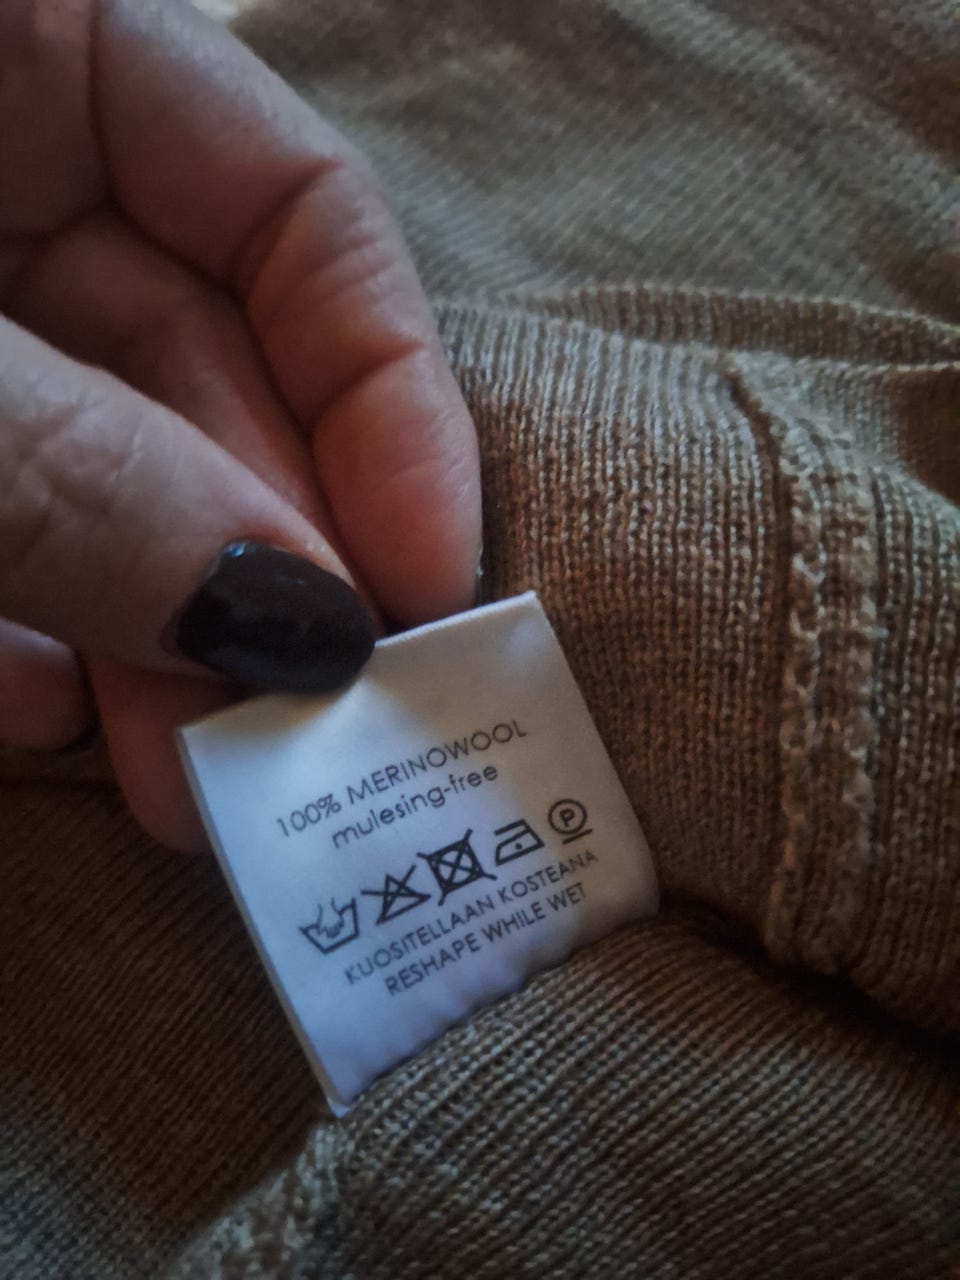 100% MERINOWOOL
mulesing-free
P
KUOSITELLAAN KOSTEANA
RESHAPE WHILE WET